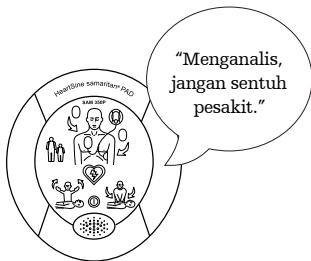 HeartSine samaritan® PAD
SAM 350P
“Menganalis,
jangan sentuh
pesakit.”